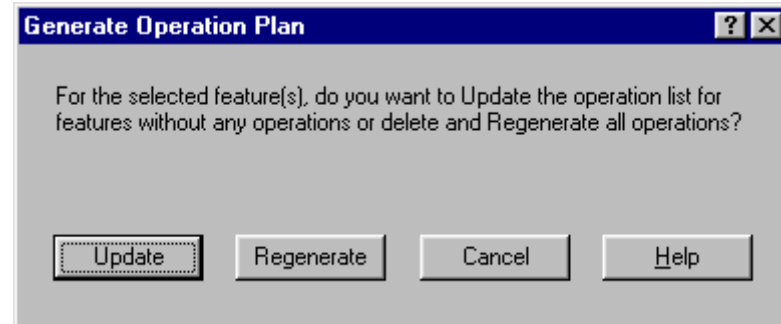 Generate Operation Plan
For the selected feature(s), do you want to Update the operation list for
features without any operations or delete and Regenerate all operations?
Update Regenerate Cancel Help